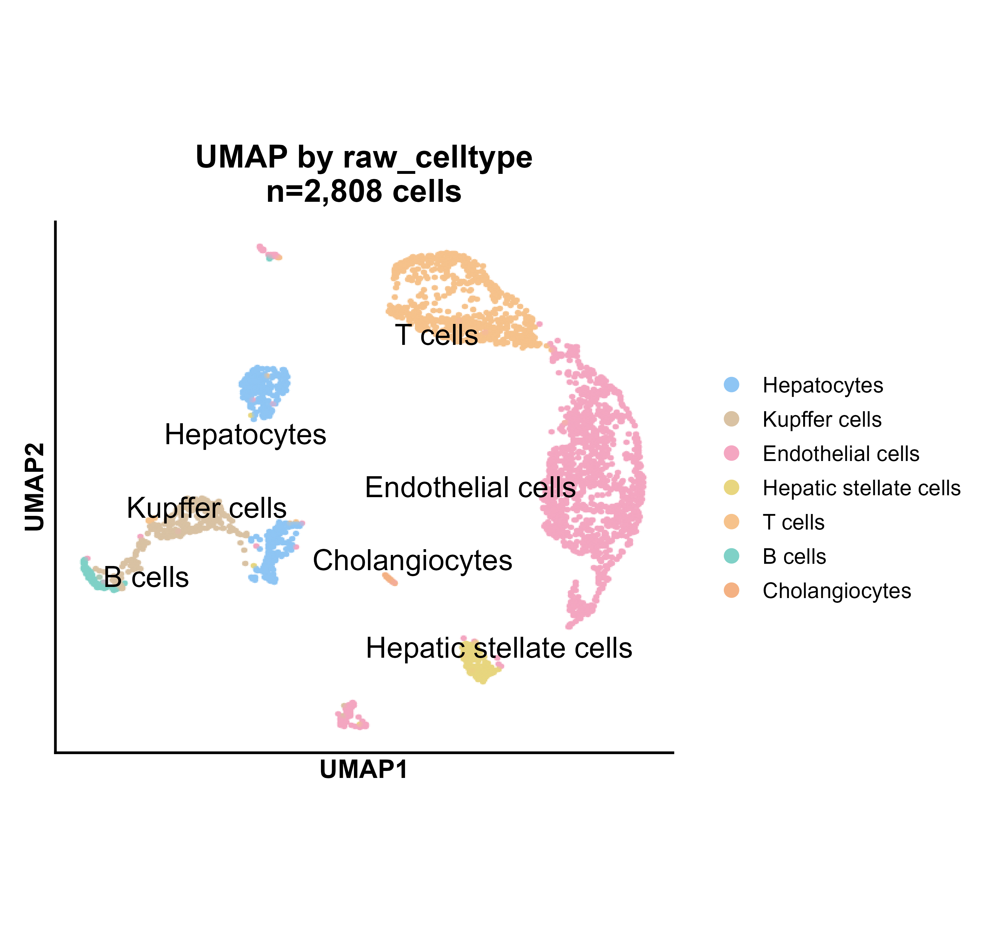 UMAP by raw_celltype
n=2,808 cells
T cells
Hepatocytes
Endothelial cells
Kupffer cells
Cholangiocytes
B cells
Hepatic stellate cells
UMAP2
UMAP1
Hepatocytes
Kupffer cells
Endothelial cells
Hepatic stellate cells
T cells
B cells
Cholangiocytes